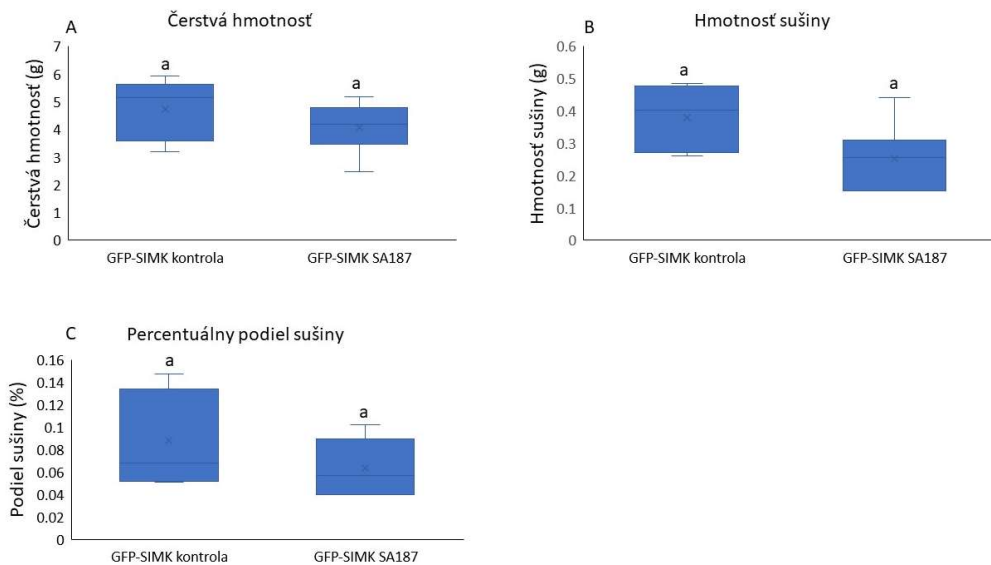 A
Čerstvá hmotnosť
Čerstvá hmotnosť (g)
7
6
5
4
3
2
1
0
a
a
GFP-SIMK kontrola
GFP-SIMK SA187
B
Hmotnosť sušiny
Hmotnosť sušiny (g)
0.6
0.5
0.4
0.3
0.2
0.1
0
a
a
GFP-SIMK kontrola
GFP-SIMK SA187
C
Percentuálny podiel sušiny
Podiel sušiny (%)
0.16
0.14
0.12
0.1
0.08
0.06
0.04
0.02
0
a
a
GFP-SIMK kontrola
GFP-SIMK SA187